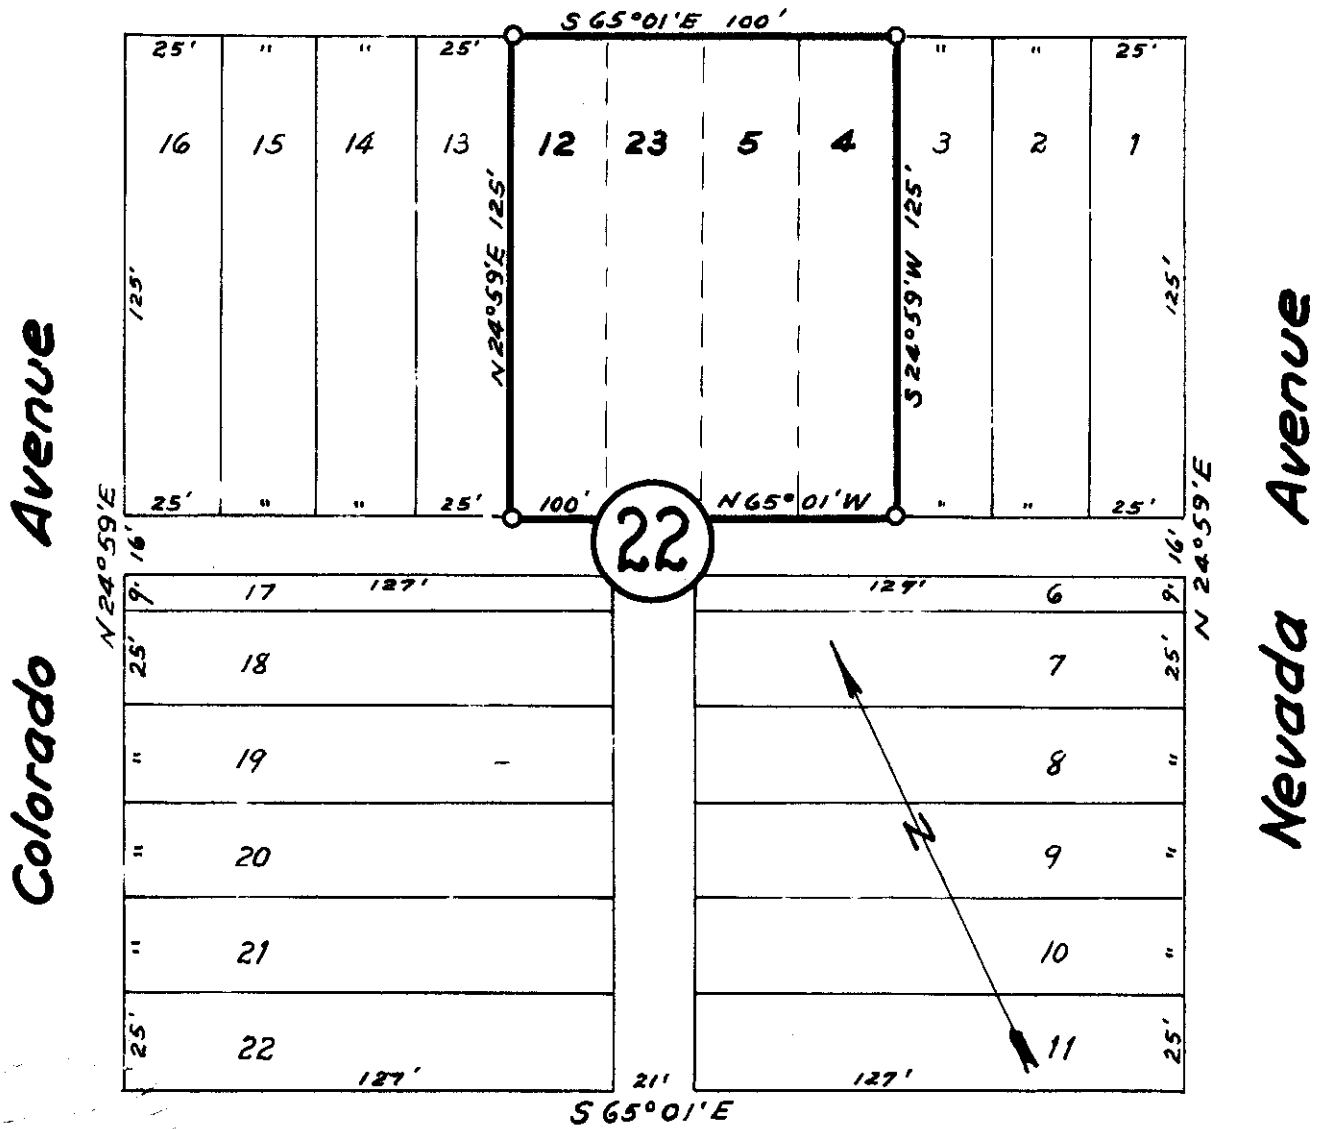 S 65°01'E 100'
25' " " 25' " " 25'
16 15 14 13 12 23 5 4 3 2 1
N 24°59'E 125'
S 24°59'W 125'
125'
125'
25' " " 25' 100' N 65°01'W " " 25'
22
N 24°59'E
16'
16'
N 24°59'E
9' 17 127' 127' 6 9'
25' 18 7 25'
" 19 8 "
" 20 N 9 "
" 21 10 "
25' 22 11 25'
127' 21' 127'
S 65°01'E
Colorado Avenue
Nevada Avenue